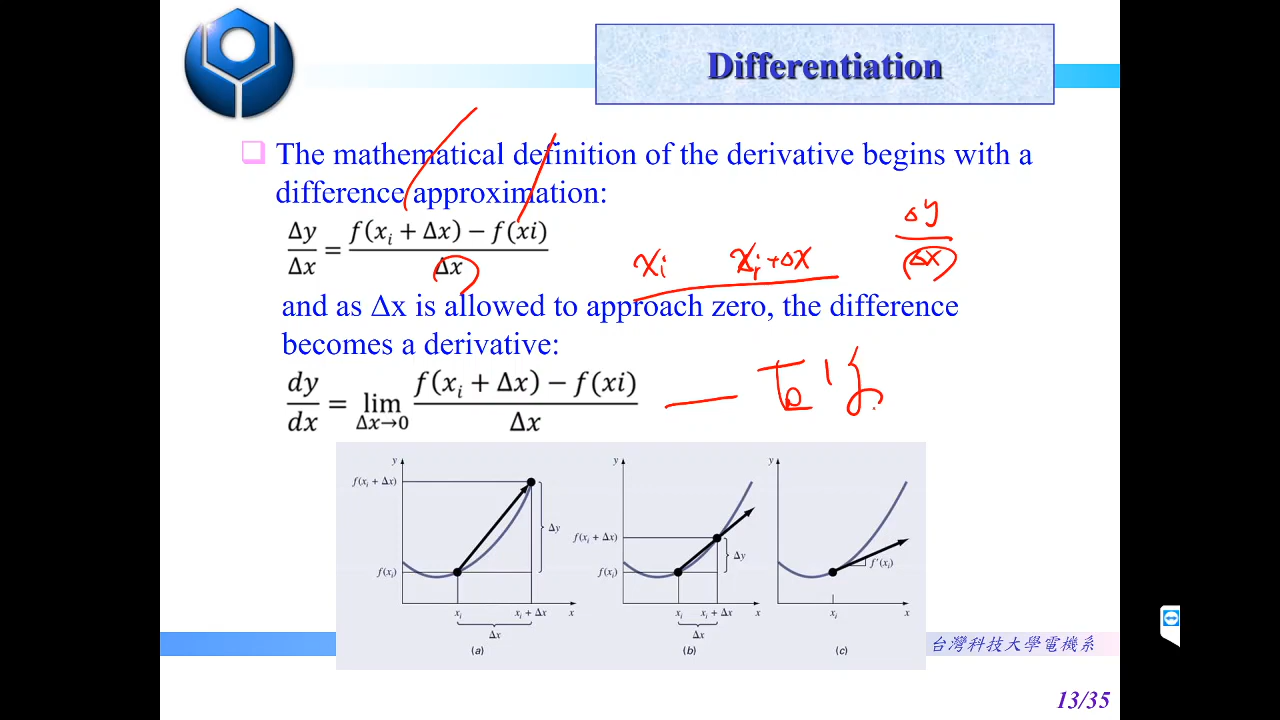 Differentiation
The mathematical definition of the derivative begins with a
difference approximation:
Δy/Δx = (f(x_i + Δx) − f(xi))/Δx
x_i x_i+Δx
Δy/Δx
and as Δx is allowed to approach zero, the difference
becomes a derivative:
dy/dx = lim Δx→0 (f(x_i + Δx) − f(xi))/Δx
y
f(x_i + Δx)
Δy
f(x_i)
x_i x_i + Δx x
Δx
(a)
y
f(x_i + Δx)
Δy
f(x_i)
x_i x_i + Δx x
Δx
(b)
y
f′(x_i)
x_i x
(c)
台灣科技大學電機系
13/35